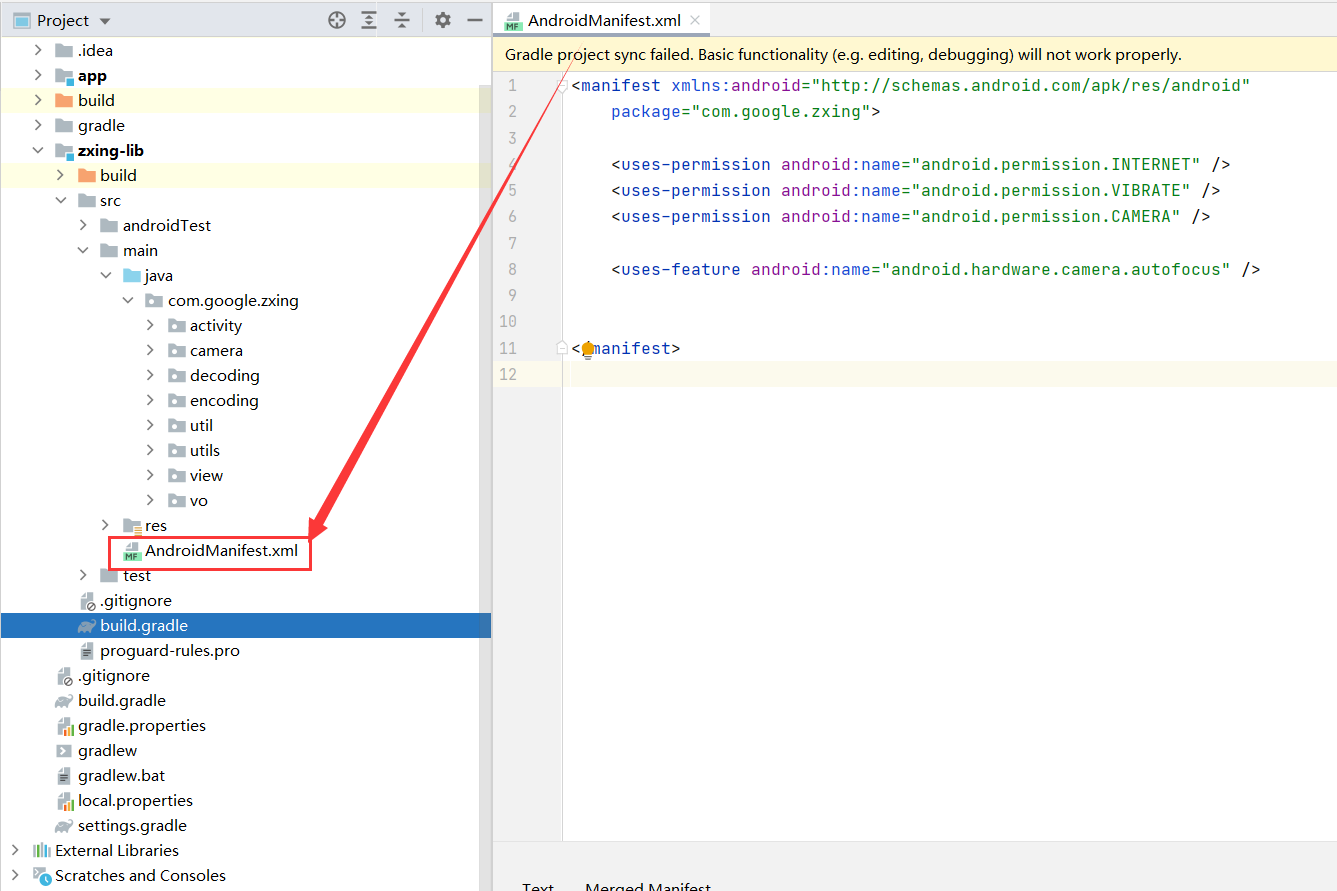 Project
.idea
app
build
gradle
zxing-lib
build
src
androidTest
main
java
com.google.zxing
activity
camera
decoding
encoding
util
utils
view
vo
res
MF AndroidManifest.xml
test
.gitignore
build.gradle
proguard-rules.pro
.gitignore
build.gradle
gradle.properties
gradlew
gradlew.bat
local.properties
settings.gradle
External Libraries
Scratches and Consoles
MF AndroidManifest.xml
Gradle project sync failed. Basic functionality (e.g. editing, debugging) will not work properly.
1 <manifest xmlns:android="http://schemas.android.com/apk/res/android"
2 package="com.google.zxing">
3
4 <uses-permission android:name="android.permission.INTERNET" />
5 <uses-permission android:name="android.permission.VIBRATE" />
6 <uses-permission android:name="android.permission.CAMERA" />
7
8 <uses-feature android:name="android.hardware.camera.autofocus" />
9
10
11 </manifest>
12
Text Merged Manifest